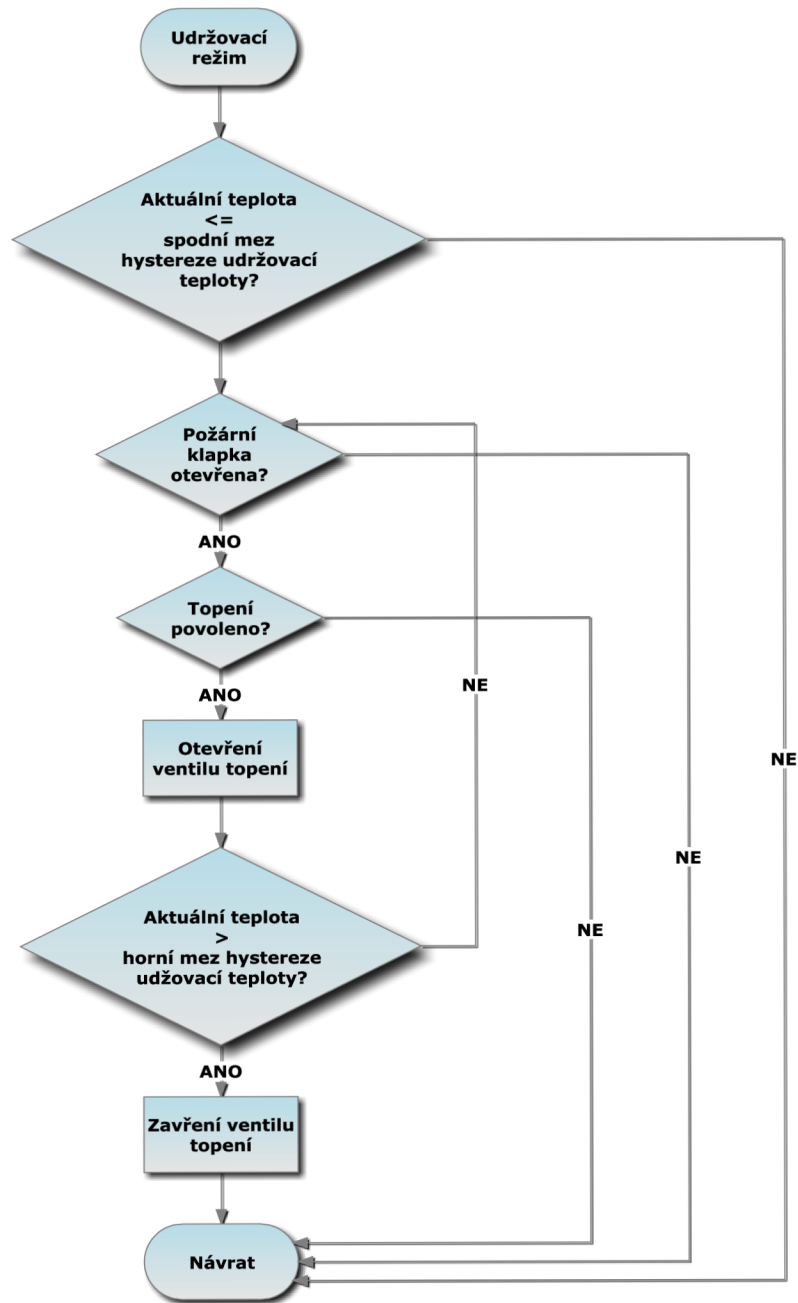 Udržovací
režim
Aktuální teplota
<=
spodní mez
hystereze udržovací
teploty?
Požární
klapka
otevřena?
ANO
Topení
povoleno?
ANO
NE
Otevření
ventilu topení
NE
NE
Aktuální teplota
>
horní mez hystereze
udžovací teploty?
NE
ANO
Zavření ventilu
topení
Návrat